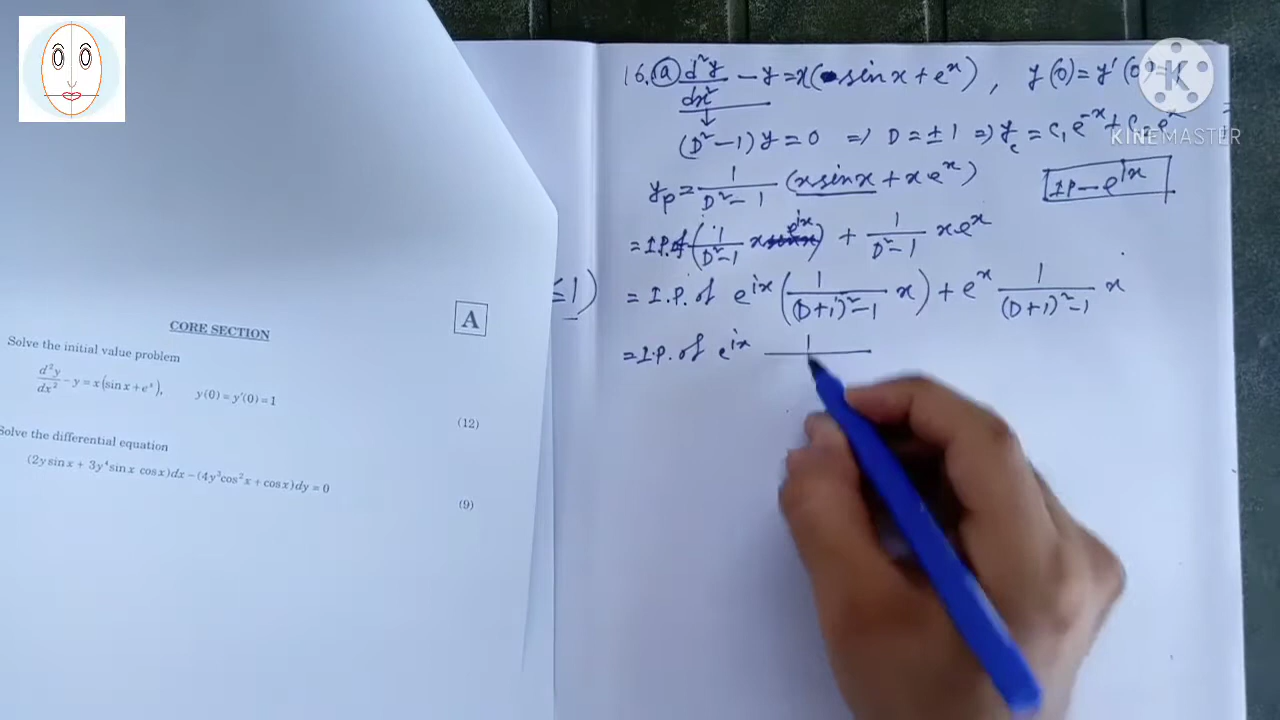 CORE SECTION
A
Solve the initial value problem
d²y/dx² − y = x(sin x + eˣ), y(0) = y′(0) = 1
(12)
Solve the differential equation
(2y sin x + 3y⁴ sin x cos x)dx − (4y³cos²x + cos x)dy = 0
(9)
≤1)
16. (a) d²y/dx² − y = x(sin x + eˣ), y(0) = y′(0)
(D²−1)y = 0 ⇒ D = ±1 ⇒ y_c = c₁e⁻ˣ + c₂eˣ
y_p = 1/(D²−1) (x sin x + x eˣ)
IP − e^{ix}
= I.P. of (1/(D²−1) x e^{ix}) + 1/(D²−1) x eˣ
= I.P. of e^{ix} (1/((D+i)²−1) x) + eˣ 1/((D+1)²−1) x
= I.P. of e^{ix} 1
K
KINEMASTER